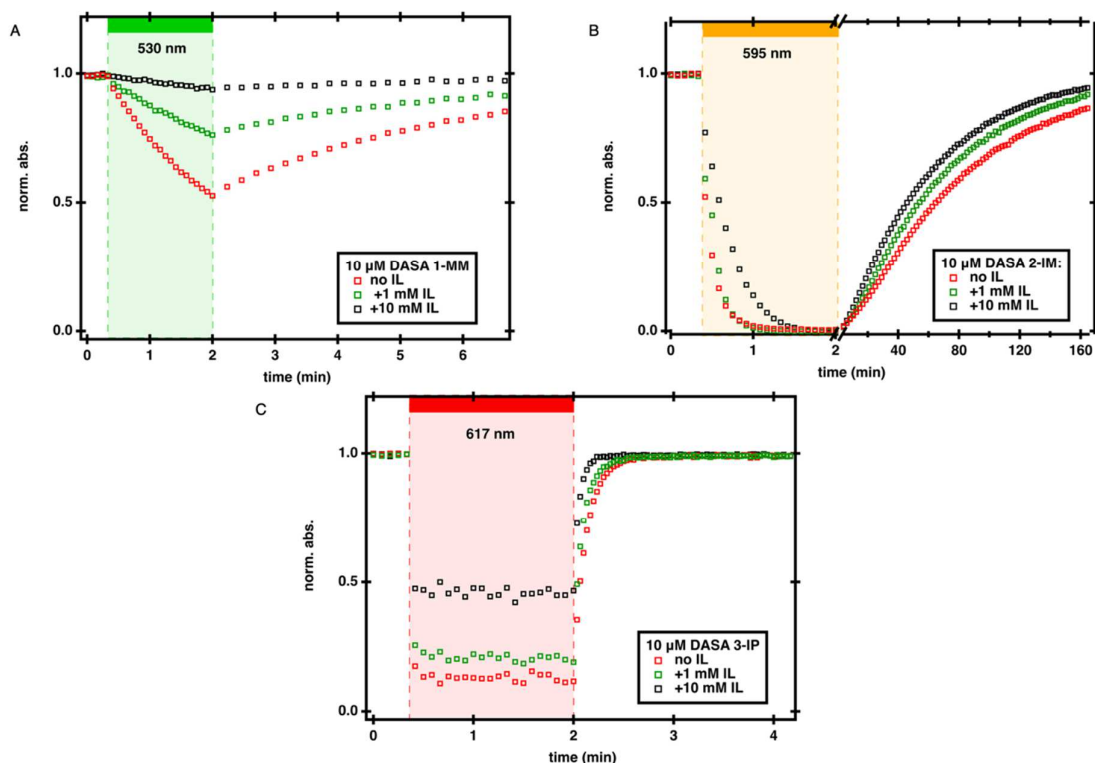 A
530 nm
1.0
0.5
0.0
norm. abs.
10 µM DASA 1-MM
no IL
+1 mM IL
+10 mM IL
0 1 2 3 4 5 6
time (min)
B
595 nm
1.0
0.5
0.0
norm. abs.
10 µM DASA 2-IM:
no IL
+1 mM IL
+10 mM IL
0 1 2 40 80 120 160
time (min)
C
617 nm
1.0
0.5
0.0
norm. abs.
10 µM DASA 3-IP
no IL
+1 mM IL
+10 mM IL
0 1 2 3 4
time (min)